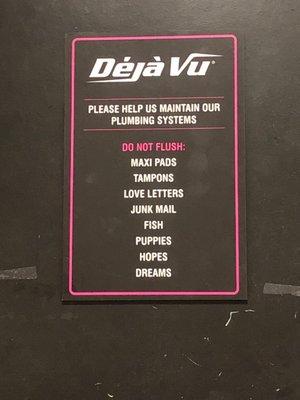 Déjà Vu®
PLEASE HELP US MAINTAIN OUR
PLUMBING SYSTEMS
DO NOT FLUSH:
MAXI PADS
TAMPONS
LOVE LETTERS
JUNK MAIL
FISH
PUPPIES
HOPES
DREAMS